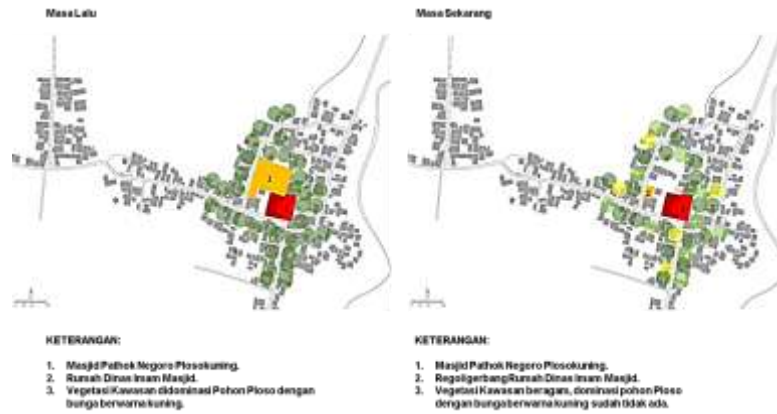 Masa Lalu
Masa Sekarang
1
KETERANGAN:
1. Masjid Pathok Negoro Plosokuning.
2. Rumah Dinas Imam Masjid.
3. Vegetasi Kawasan didominasi Pohon Ploso dengan
bunga berwarna kuning.
KETERANGAN:
1. Masjid Pathok Negoro Plosokuning.
2. Regol/gerbang Rumah Dinas Imam Masjid.
3. Vegetasi Kawasan beragam, dominasi pohon Ploso
dengan bunga berwarna kuning sudah tidak ada.